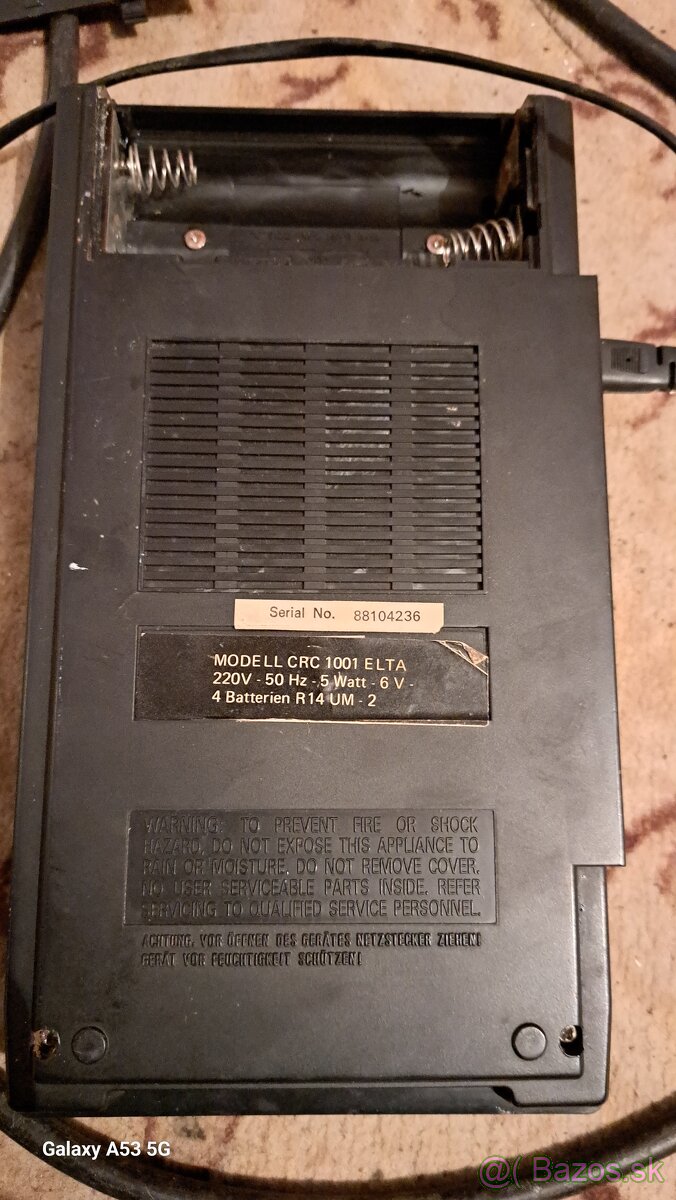 Serial No. 88104236
MODELL CRC 1001 ELTA
220V - 50 Hz - 5 Watt - 6 V -
4 Batterien R14 UM - 2
WARNING: TO PREVENT FIRE OR SHOCK
HAZARD, DO NOT EXPOSE THIS APPLIANCE TO
RAIN OR MOISTURE. DO NOT REMOVE COVER.
NO USER SERVICEABLE PARTS INSIDE. REFER
SERVICING TO QUALIFIED SERVICE PERSONNEL.
ACHTUNG: VOR ÖFFNEN DES GERÄTES NETZSTECKER ZIEHEN!
GERÄT VOR FEUCHTIGKEIT SCHÜTZEN!
Galaxy A53 5G
@( Bazos.sk